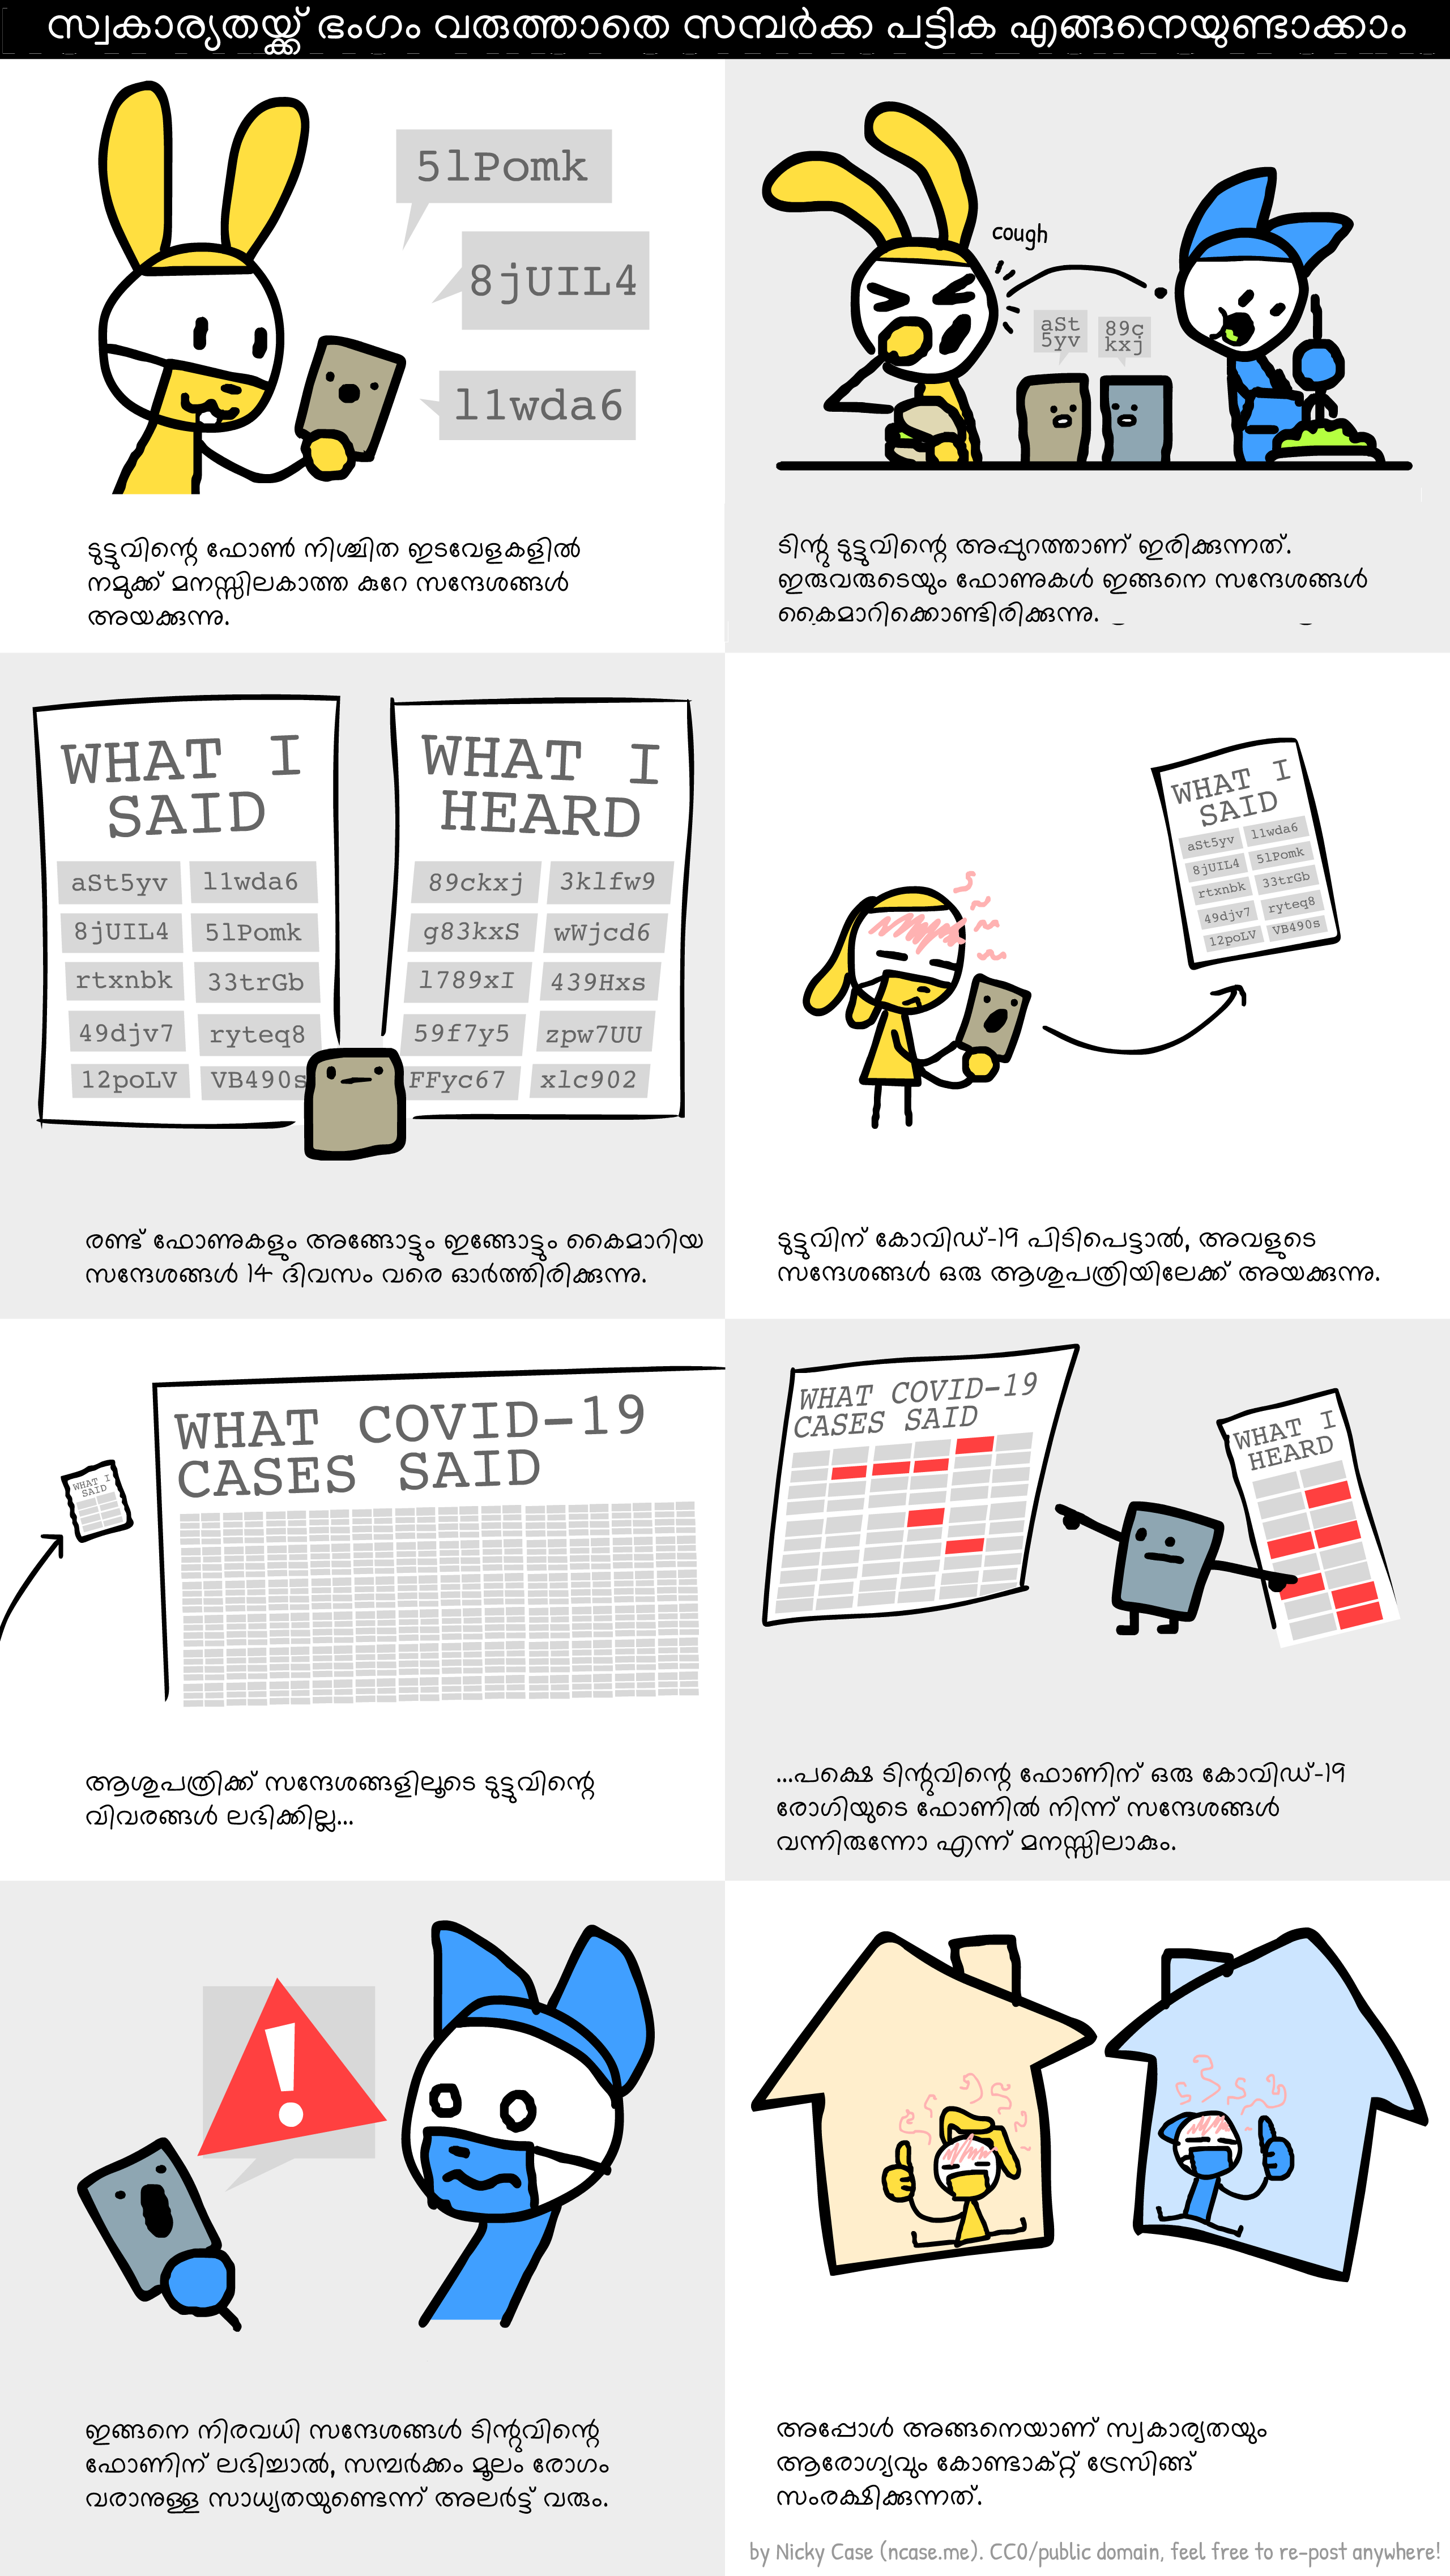 സ്വകാര്യതയ്ക്ക് ഭംഗം വരുത്താതെ സമ്പർക്ക പട്ടിക എങ്ങനെയുണ്ടാക്കാം
51Pomk
8jUIL4
l1wda6
ടുട്ടുവിന്റെ ഫോൺ നിശ്ചിത ഇടവേളകളിൽ
നമുക്ക് മനസ്സിലകാത്ത കുറേ സന്ദേശങ്ങൾ
അയക്കുന്നു.
cough
aSt
5yv
89c
kxj
ടിന്റു ടുട്ടുവിന്റെ അപ്പുറത്താണ് ഇരിക്കുന്നത്.
ഇരുവരുടെയും ഫോണുകൾ ഇങ്ങനെ സന്ദേശങ്ങൾ
കൈമാറിക്കൊണ്ടിരിക്കുന്നു.
WHAT I
SAID
aSt5yv l1wda6
8jUIL4 51Pomk
rtxnbk 33trGb
49djv7 ryteq8
12poLV VB490s
WHAT I
HEARD
89ckxj 3klfw9
g83kxS wWjcd6
1789xI 439Hxs
59f7y5 zpw7UU
FFyc67 xlc902
രണ്ട് ഫോണുകളും അങ്ങോട്ടും ഇങ്ങോട്ടും കൈമാറിയ
സന്ദേശങ്ങൾ 14 ദിവസം വരെ ഓർത്തിരിക്കുന്നു.
WHAT I
SAID
aSt5yv l1wda6
8jUIL4 51Pomk
rtxnbk 33trGb
49djv7 ryteq8
12poLV VB490s
ടുട്ടുവിന് കോവിഡ്-19 പിടിപെട്ടാൽ, അവളുടെ
സന്ദേശങ്ങൾ ഒരു ആശുപത്രിയിലേക്ക് അയക്കുന്നു.
WHAT I
SAID
WHAT COVID-19
CASES SAID
ആശുപത്രിക്ക് സന്ദേശങ്ങളിലൂടെ ടുട്ടുവിന്റെ
വിവരങ്ങൾ ലഭിക്കില്ല...
WHAT COVID-19
CASES SAID
WHAT I
HEARD
...പക്ഷെ ടിന്റുവിന്റെ ഫോണിന് ഒരു കോവിഡ്-19
രോഗിയുടെ ഫോണിൽ നിന്ന് സന്ദേശങ്ങൾ
വന്നിരുന്നോ എന്ന് മനസ്സിലാകും.
!
ഇങ്ങനെ നിരവധി സന്ദേശങ്ങൾ ടിന്റുവിന്റെ
ഫോണിന് ലഭിച്ചാൽ, സമ്പർക്കം മൂലം രോഗം
വരാനുള്ള സാധ്യതയുണ്ടെന്ന് അലർട്ട് വരും.
അപ്പോൾ അങ്ങനെയാണ് സ്വകാര്യതയും
ആരോഗ്യവും കോണ്ടാക്റ്റ് ട്രേസിങ്ങ്
സംരക്ഷിക്കുന്നത്.
by Nicky Case (ncase.me). CC0/public domain, feel free to re-post anywhere!